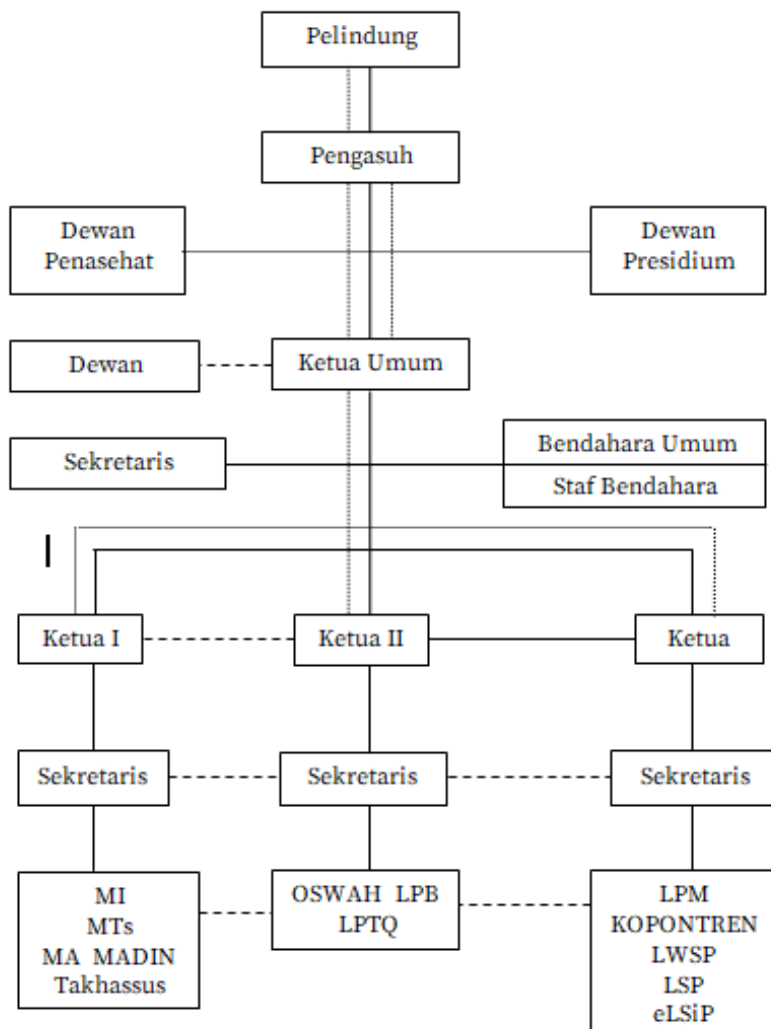 Pelindung
Pengasuh
Dewan
Penasehat
Dewan
Presidium
Dewan
Ketua Umum
Sekretaris
Bendahara Umum
Staf Bendahara
Ketua I
Ketua II
Ketua
Sekretaris
Sekretaris
Sekretaris
MI
MTs
MA MADIN
Takhassus
OSWAH LPB
LPTQ
LPM
KOPONTREN
LWSP
LSP
eLSiP